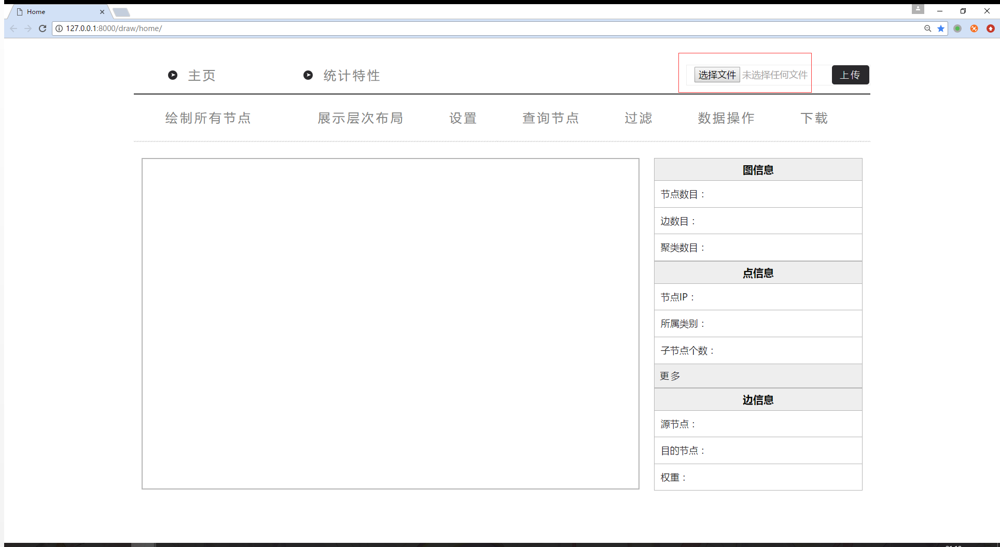 Home
127.0.0.1:8000/draw/home/
主页 统计特性 选择文件 未选择任何文件 上传
绘制所有节点 展示层次布局 设置 查询节点 过滤 数据操作 下载
图信息
节点数目：
边数目：
聚类数目：
点信息
节点IP：
所属类别：
子节点个数：
更多
边信息
源节点：
目的节点：
权重：